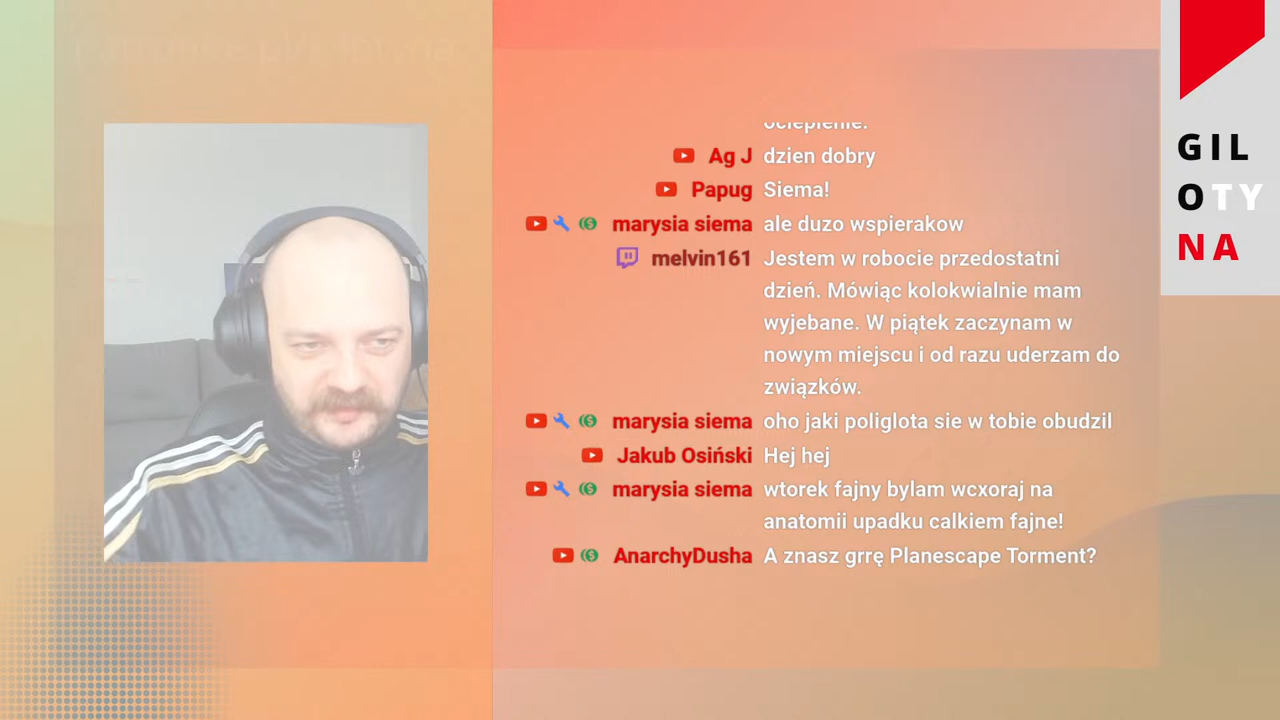 ocieplenie.
Ag J dzien dobry
Papug Siema!
marysia siema ale duzo wspierakow
melvin161 Jestem w robocie przedostatni
dzień. Mówiąc kolokwialnie mam
wyjebane. W piątek zaczynam w
nowym miejscu i od razu uderzam do
związków.
marysia siema oho jaki poliglota sie w tobie obudzil
Jakub Osiński Hej hej
marysia siema wtorek fajny bylam wcxoraj na
anatomii upadku calkiem fajne!
AnarchyDusha A znasz grrę Planescape Torment?
GIL
OTY
NA